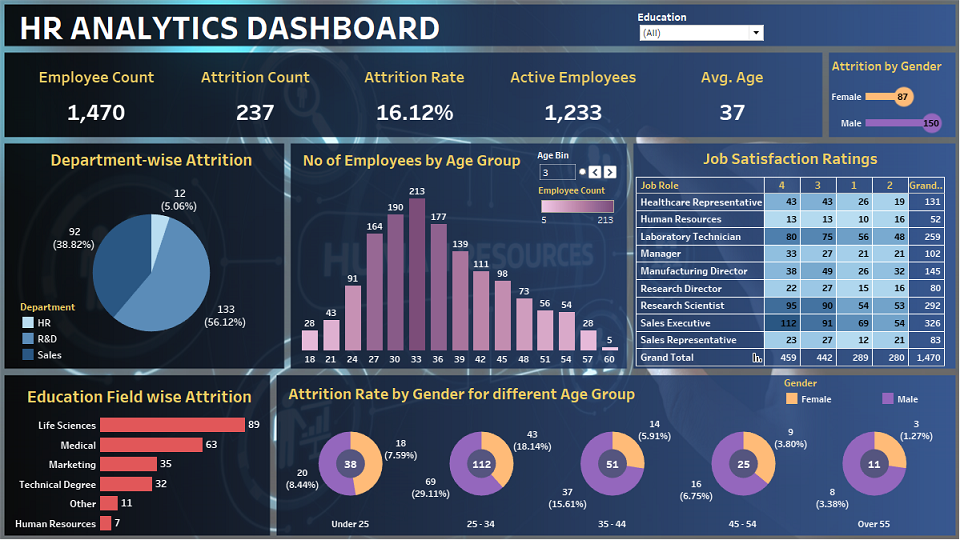 HR ANALYTICS DASHBOARD
Education
(All)
Employee Count
1,470
Attrition Count
237
Attrition Rate
16.12%
Active Employees
1,233
Avg. Age
37
Attrition by Gender
Female 87
Male 150
Department-wise Attrition
12
(5.06%)
92
(38.82%)
133
(56.12%)
Department
HR
R&D
Sales
No of Employees by Age Group
Age Bin
3
Employee Count
5 213
28 43 91 164 190 213 177 139 111 98 73 56 54 28 5
18 21 24 27 30 33 36 39 42 45 48 51 54 57 60
HUMAN RESOURCES
Job Satisfaction Ratings
Job Role 4 3 1 2 Grand..
Healthcare Representative 43 43 26 19 131
Human Resources 13 13 10 16 52
Laboratory Technician 80 75 56 48 259
Manager 33 27 21 21 102
Manufacturing Director 38 49 26 32 145
Research Director 22 27 15 16 80
Research Scientist 95 90 54 53 292
Sales Executive 112 91 69 54 326
Sales Representative 23 27 12 21 83
Grand Total 459 442 289 280 1,470
Education Field wise Attrition
Life Sciences 89
Medical 63
Marketing 35
Technical Degree 32
Other 11
Human Resources 7
Attrition Rate by Gender for different Age Group
Gender
Female
Male
18
(7.59%)
38
20
(8.44%)
Under 25
43
(18.14%)
112
69
(29.11%)
25 - 34
14
(5.91%)
51
37
(15.61%)
35 - 44
9
(3.80%)
25
16
(6.75%)
45 - 54
3
(1.27%)
11
8
(3.38%)
Over 55